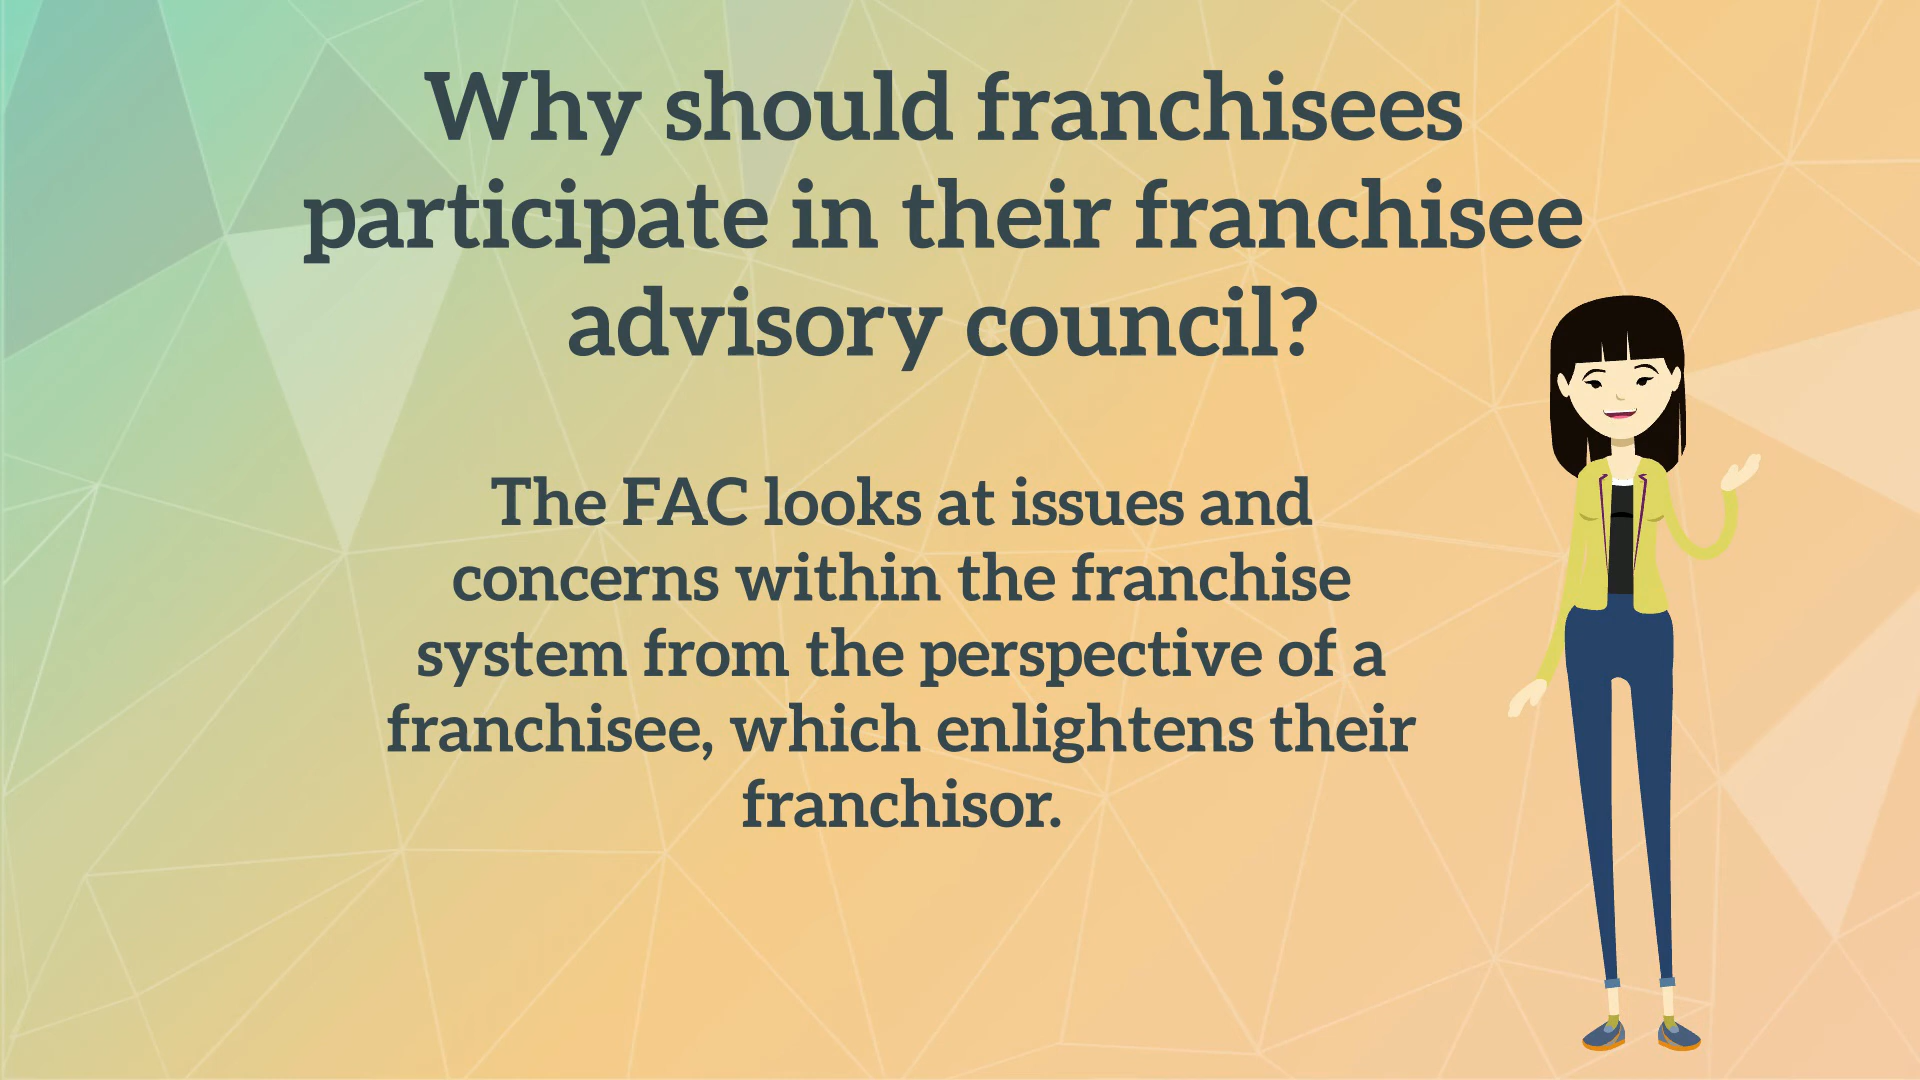 Why should franchisees
participate in their franchisee
advisory council?
The FAC looks at issues and
concerns within the franchise
system from the perspective of a
franchisee, which enlightens their
franchisor.